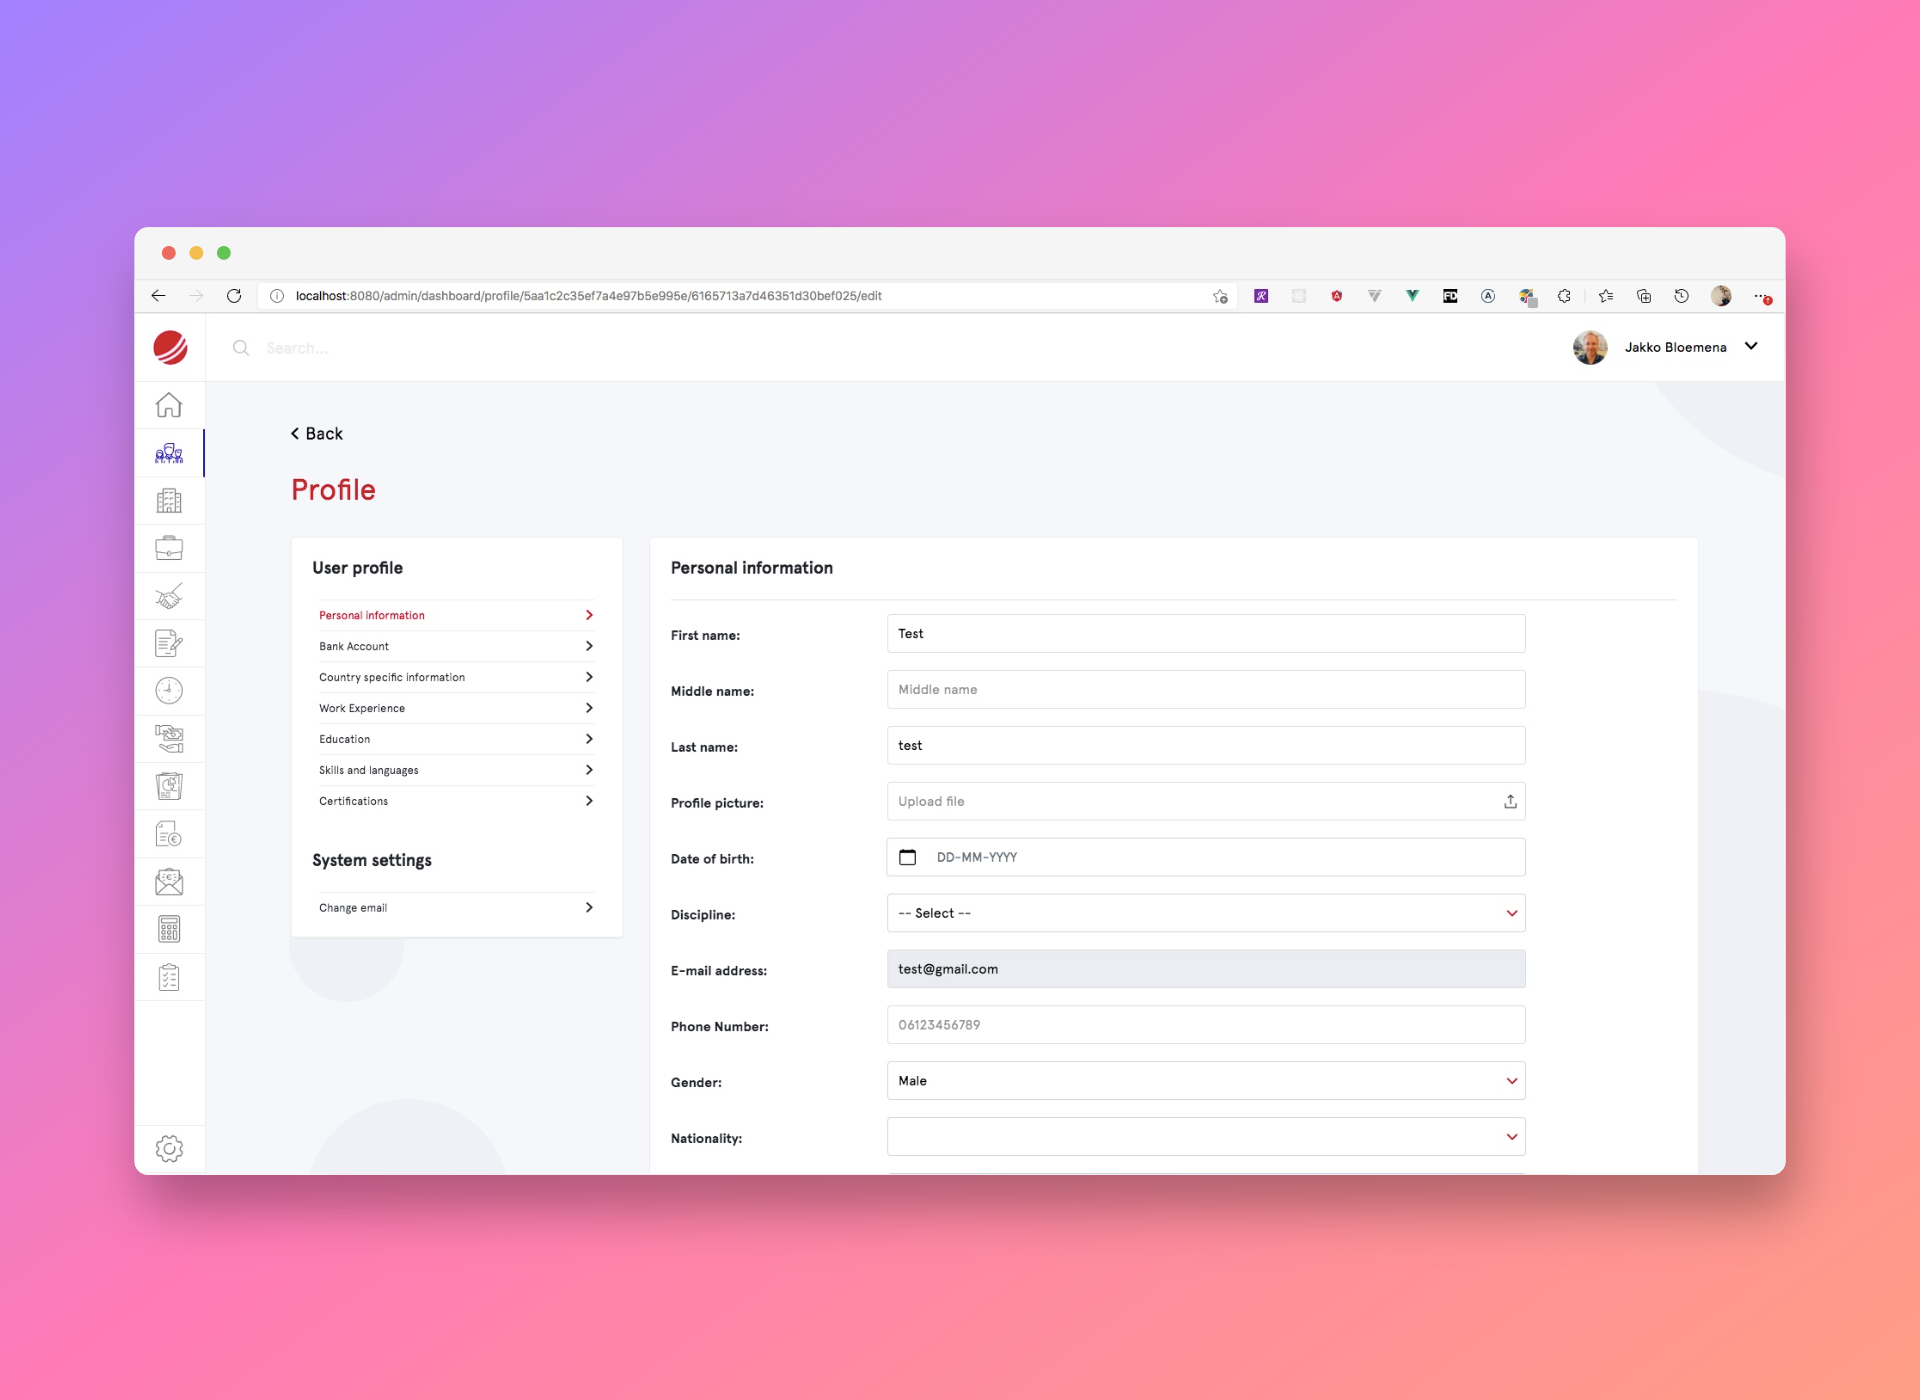 localhost:8080/admin/dashboard/profile/5aa1c2c35ef7a4e97b5e995e/6165713a7d46351d30bef025/edit
Search...
Jakko Bloemena
Back
Profile
User profile
Personal information
Bank Account
Country specific information
Work Experience
Education
Skills and languages
Certifications
System settings
Change email
Personal information
First name: Test
Middle name: Middle name
Last name: test
Profile picture: Upload file
Date of birth: DD-MM-YYYY
Discipline: -- Select --
E-mail address: test@gmail.com
Phone Number: 06123456789
Gender: Male
Nationality: